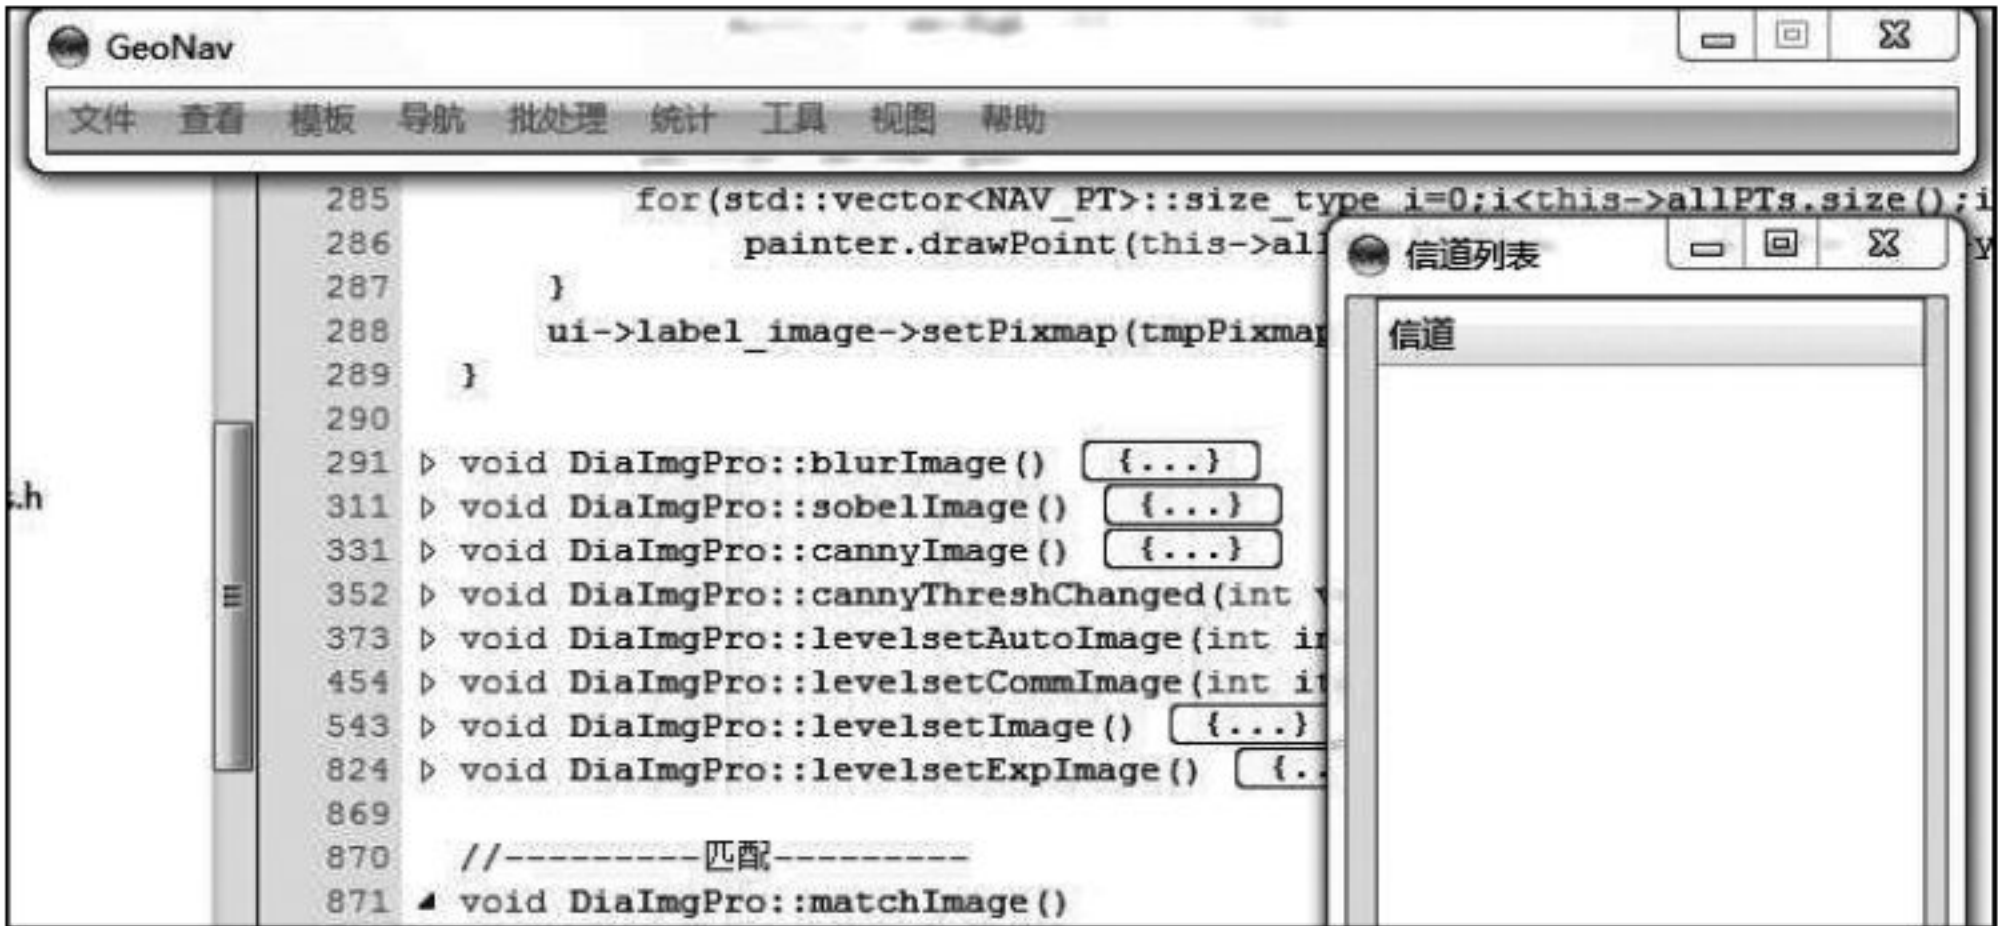 GeoNav
文件 查看 模板 导航 批处理 统计 工具 视图 帮助
285 for(std::vector<NAV_PT>::size_type i=0;i<this->allPTs.size();i
286 painter.drawPoint(this->all
287 }
288 ui->label_image->setPixmap(tmpPixmap
289 }
290
291 void DiaImgPro::blurImage() {...}
311 void DiaImgPro::sobelImage() {...}
331 void DiaImgPro::cannyImage() {...}
352 void DiaImgPro::cannyThreshChanged(int v
373 void DiaImgPro::levelsetAutoImage(int in
454 void DiaImgPro::levelsetCommImage(int it
543 void DiaImgPro::levelsetImage() {...}
824 void DiaImgPro::levelsetExpImage() {..
869
870 //---------匹配---------
871 void DiaImgPro::matchImage()
s.h
信道列表
信道